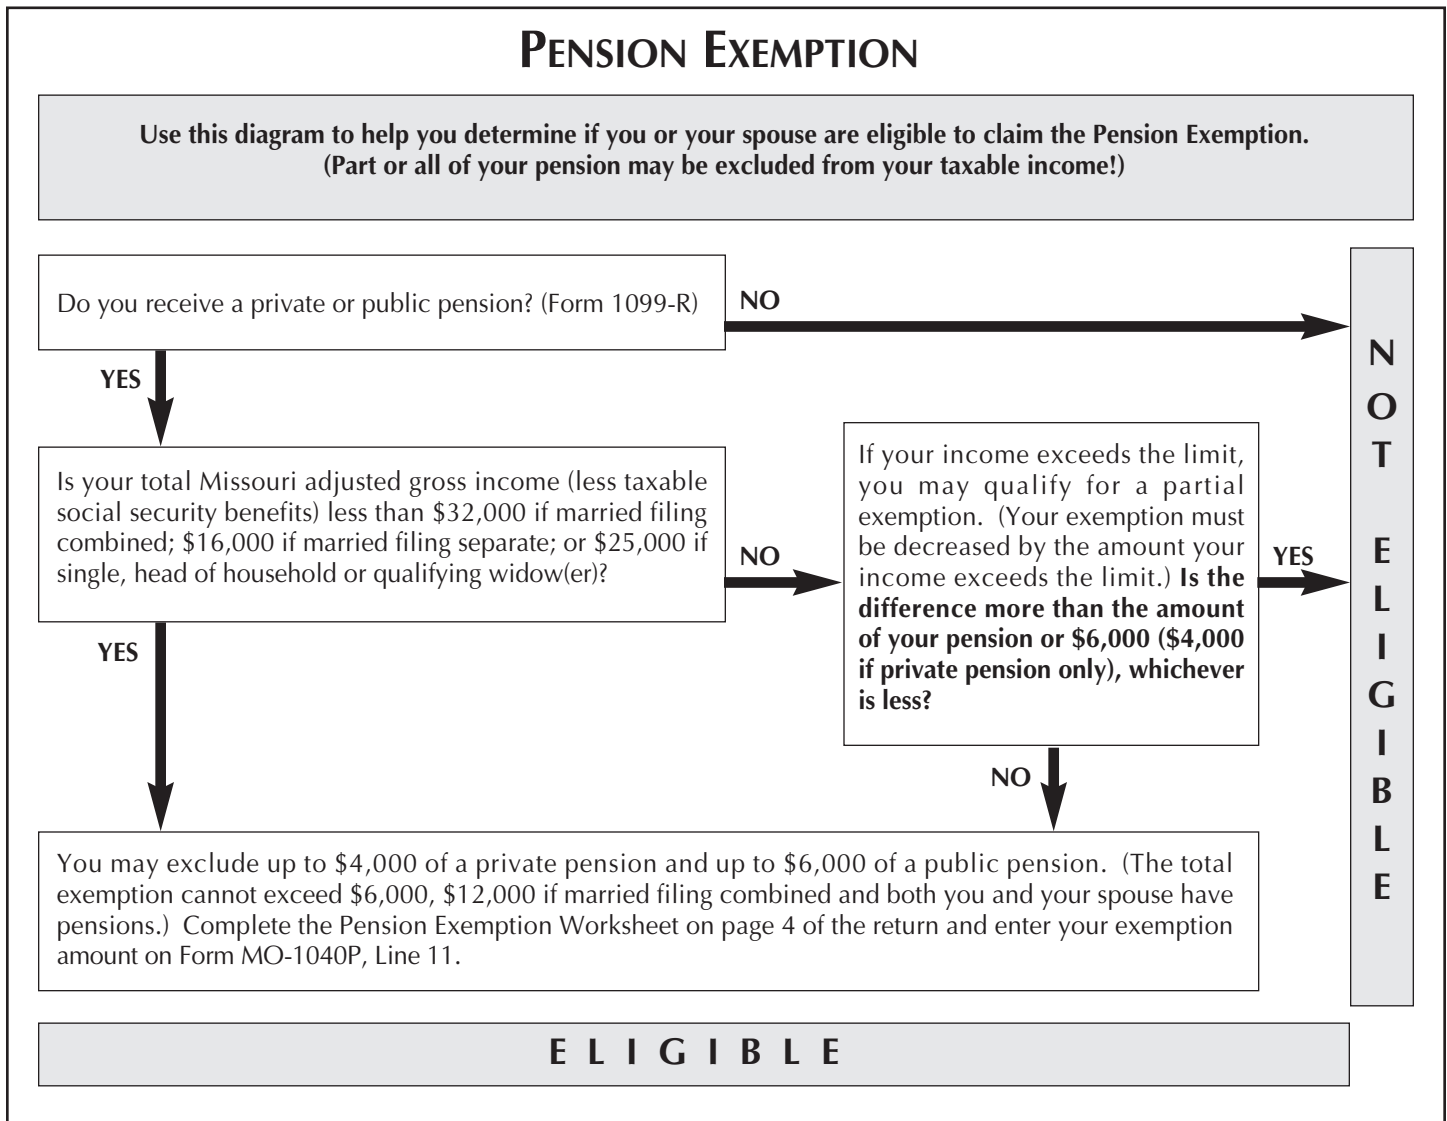 PENSION EXEMPTION
Use this diagram to help you determine if you or your spouse are eligible to claim the Pension Exemption.
(Part or all of your pension may be excluded from your taxable income!)
Do you receive a private or public pension? (Form 1099-R)
NO
YES
Is your total Missouri adjusted gross income (less taxable
social security benefits) less than $32,000 if married filing
combined; $16,000 if married filing separate; or $25,000 if
single, head of household or qualifying widow(er)?
NO
YES
If your income exceeds the limit,
you may qualify for a partial
exemption. (Your exemption must
be decreased by the amount your
income exceeds the limit.) Is the
difference more than the amount
of your pension or $6,000 ($4,000
if private pension only), whichever
is less?
YES
NO
You may exclude up to $4,000 of a private pension and up to $6,000 of a public pension. (The total
exemption cannot exceed $6,000, $12,000 if married filing combined and both you and your spouse have
pensions.) Complete the Pension Exemption Worksheet on page 4 of the return and enter your exemption
amount on Form MO-1040P, Line 11.
NOT ELIGIBLE
ELIGIBLE